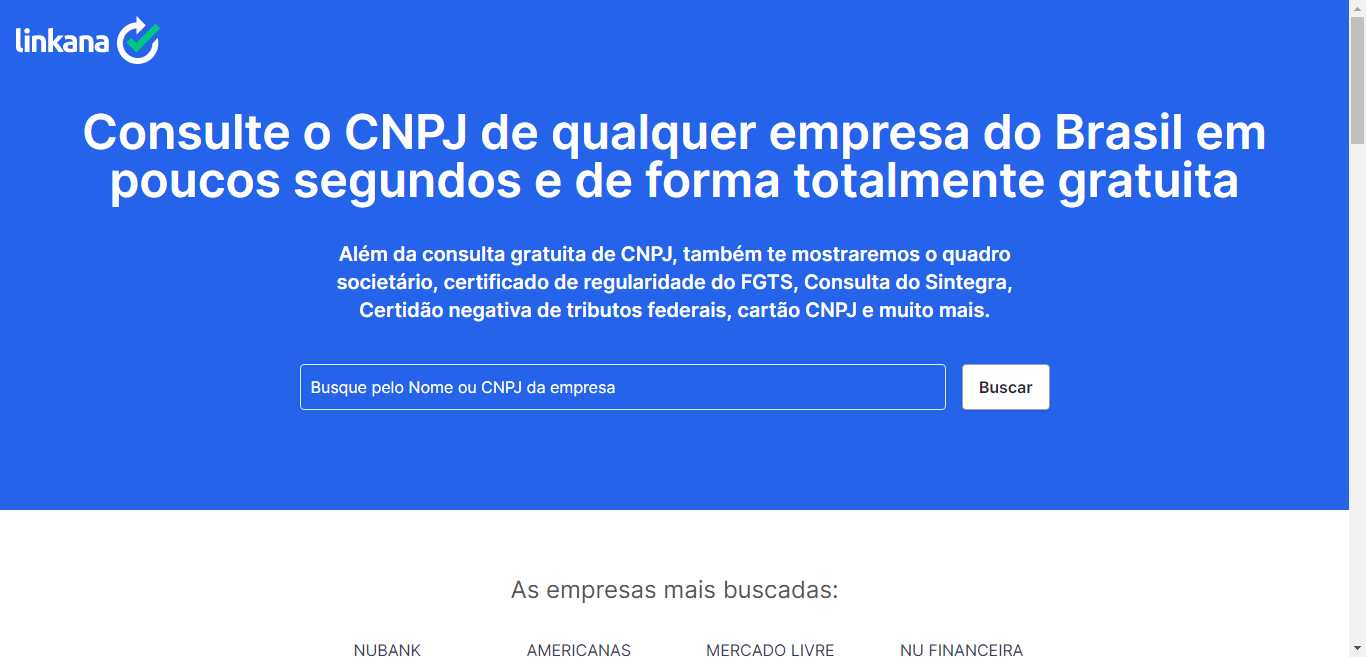 linkana
Consulte o CNPJ de qualquer empresa do Brasil em
poucos segundos e de forma totalmente gratuita
Além da consulta gratuita de CNPJ, também te mostraremos o quadro
societário, certificado de regularidade do FGTS, Consulta do Sintegra,
Certidão negativa de tributos federais, cartão CNPJ e muito mais.
Busque pelo Nome ou CNPJ da empresa Buscar
As empresas mais buscadas:
NUBANK AMERICANAS MERCADO LIVRE NU FINANCEIRA